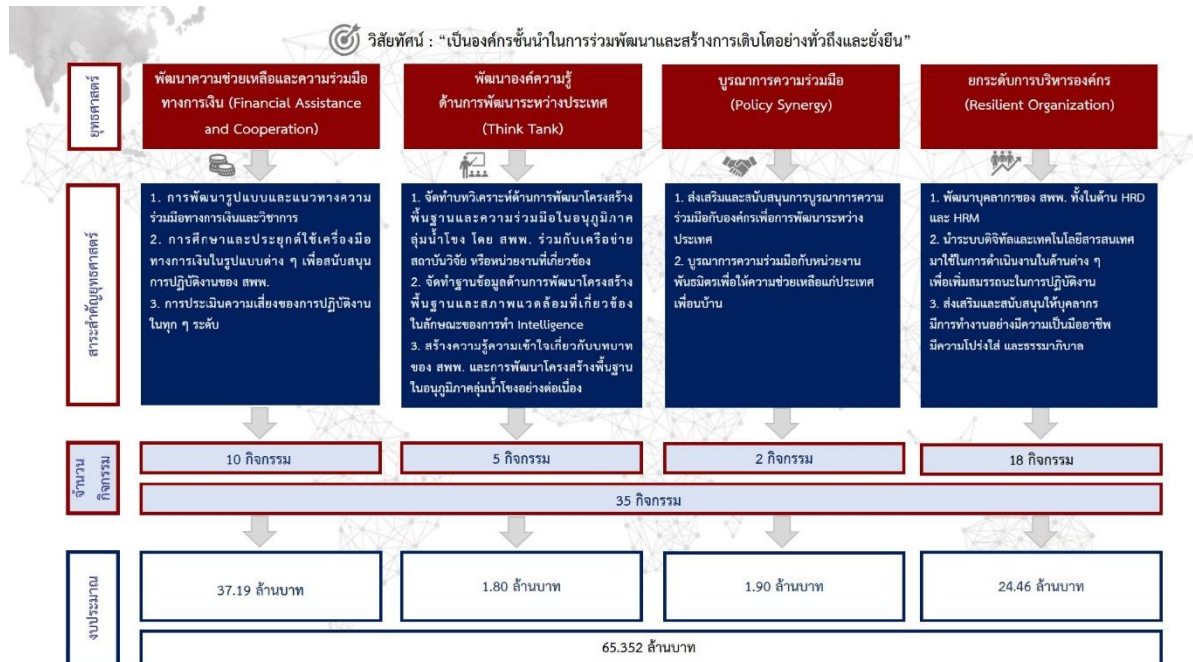 วิสัยทัศน์ : “เป็นองค์กรชั้นนำในการร่วมพัฒนาและสร้างการเติบโตอย่างทั่วถึงและยั่งยืน”
ยุทธศาสตร์
พัฒนาความช่วยเหลือและความร่วมมือ
ทางการเงิน (Financial Assistance
and Cooperation)
พัฒนาองค์ความรู้
ด้านการพัฒนาระหว่างประเทศ
(Think Tank)
บูรณาการความร่วมมือ
(Policy Synergy)
ยกระดับการบริหารองค์กร
(Resilient Organization)
สาระสำคัญยุทธศาสตร์
1. การพัฒนารูปแบบและแนวทางความ
ร่วมมือทางการเงินและวิชาการ
2. การศึกษาและประยุกต์ใช้เครื่องมือ
ทางการเงินในรูปแบบต่าง ๆ เพื่อสนับสนุน
การปฏิบัติงานของ สพพ.
3. การประเมินความเสี่ยงของการปฏิบัติงาน
ในทุก ๆ ระดับ
1. จัดทำบทวิเคราะห์ด้านการพัฒนาโครงสร้าง
พื้นฐานและความร่วมมือในอนุภูมิภาค
ลุ่มน้ำโขง โดย สพพ. ร่วมกับเครือข่าย
สถาบันวิจัย หรือหน่วยงานที่เกี่ยวข้อง
2. จัดทำฐานข้อมูลด้านการพัฒนาโครงสร้าง
พื้นฐานและสภาพแวดล้อมที่เกี่ยวข้อง
ในลักษณะของการทำ Intelligence
3. สร้างความรู้ความเข้าใจเกี่ยวกับบทบาท
ของ สพพ. และการพัฒนาโครงสร้างพื้นฐาน
ในอนุภูมิภาคลุ่มน้ำโขงอย่างต่อเนื่อง
1. ส่งเสริมและสนับสนุนการบูรณาการความ
ร่วมมือกับองค์กรเพื่อการพัฒนาระหว่าง
ประเทศ
2. บูรณาการความร่วมมือกับหน่วยงาน
พันธมิตรเพื่อให้ความช่วยเหลือแก่ประเทศ
เพื่อนบ้าน
1. พัฒนาบุคลากรของ สพพ. ทั้งในด้าน HRD
และ HRM
2. นำระบบดิจิทัลและเทคโนโลยีสารสนเทศ
มาใช้ในการดำเนินงานในด้านต่าง ๆ
เพื่อเพิ่มสมรรถนะในการปฏิบัติงาน
3. ส่งเสริมและสนับสนุนให้บุคลากร
มีการทำงานอย่างมีความเป็นมืออาชีพ
มีความโปร่งใส และธรรมาภิบาล
จำนวน
กิจกรรม
10 กิจกรรม
5 กิจกรรม
2 กิจกรรม
18 กิจกรรม
35 กิจกรรม
งบประมาณ
37.19 ล้านบาท
1.80 ล้านบาท
1.90 ล้านบาท
24.46 ล้านบาท
65.352 ล้านบาท